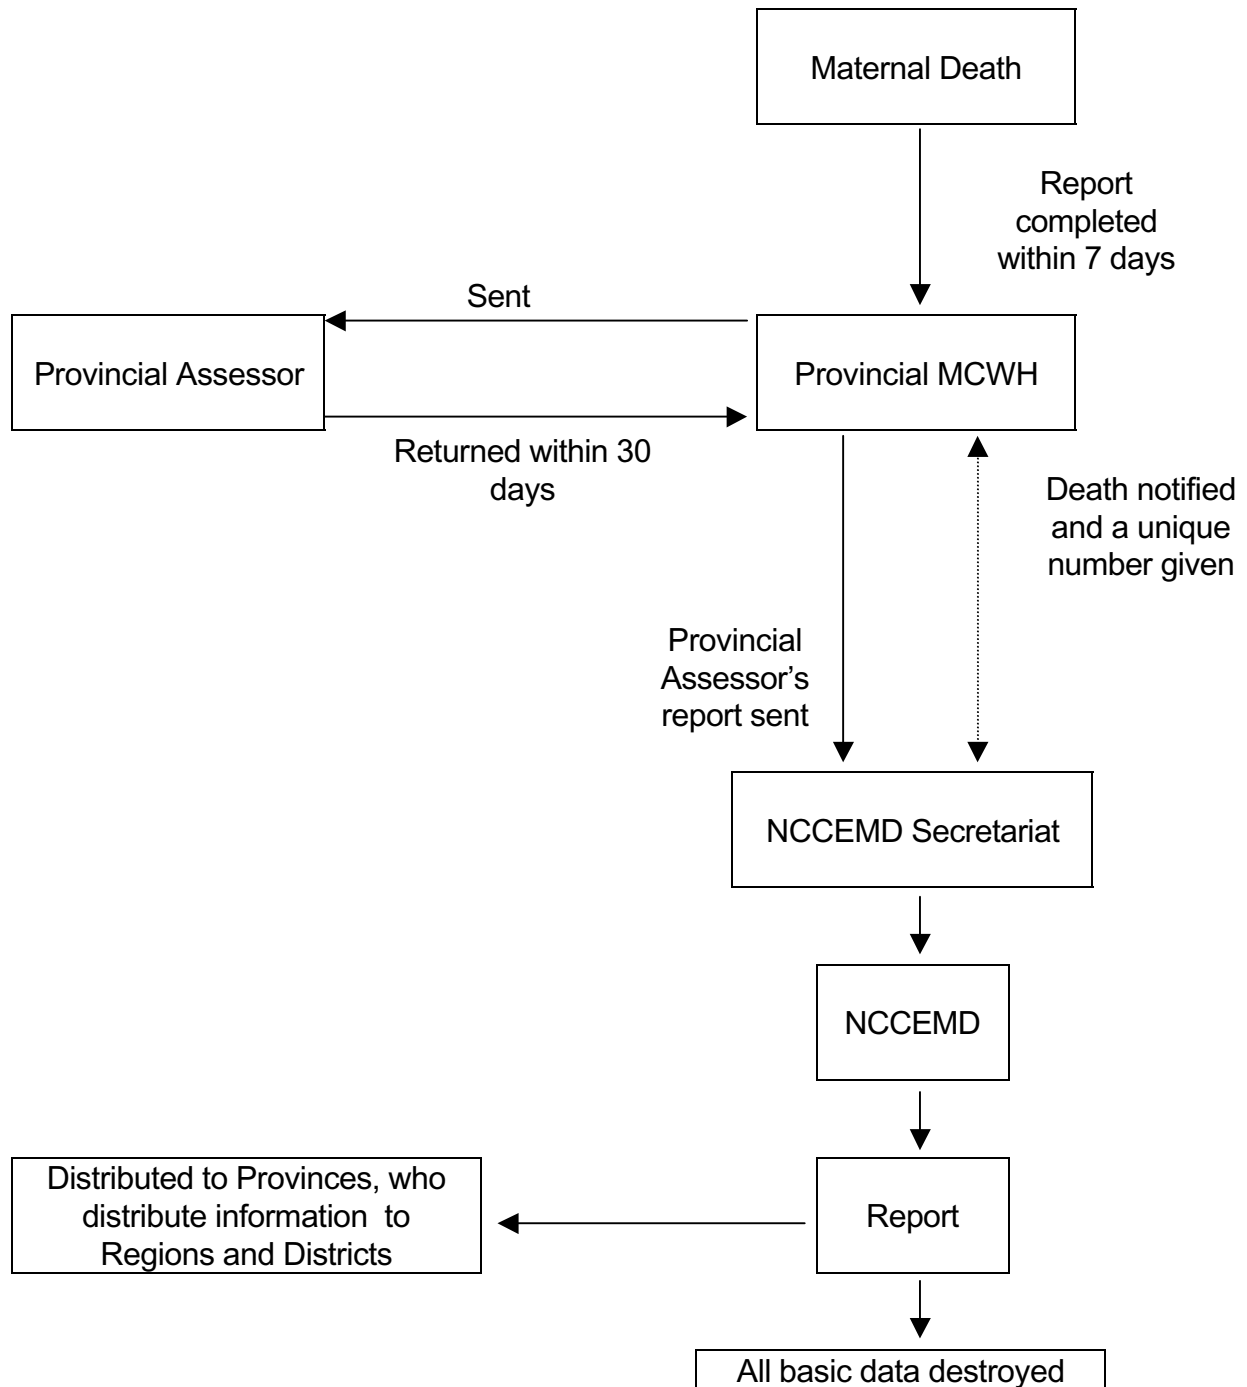 Maternal Death
Report
completed
within 7 days
Sent
Provincial Assessor
Provincial MCWH
Returned within 30
days
Death notified
and a unique
number given
Provincial
Assessor’s
report sent
NCCEMD Secretariat
NCCEMD
Distributed to Provinces, who
distribute information to
Regions and Districts
Report
All basic data destroyed